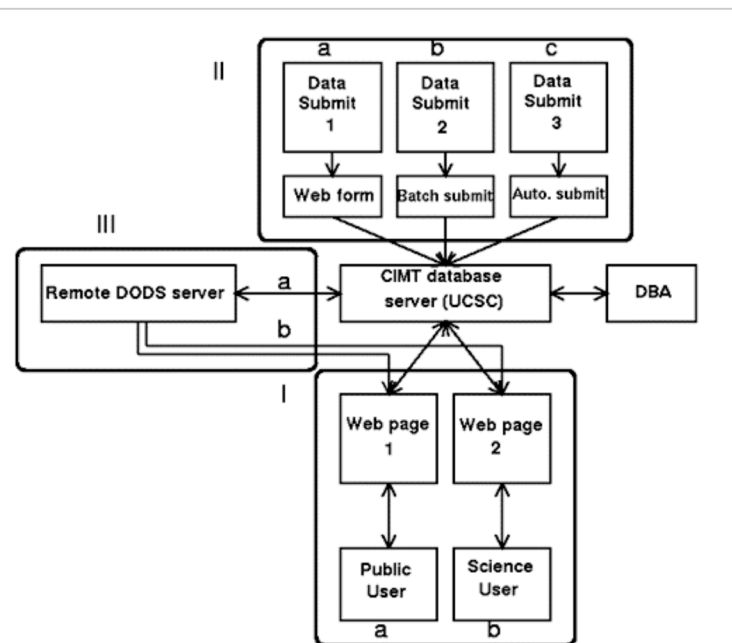 a
b
c
II
Data
Submit
1
Data
Submit
2
Data
Submit
3
Web form
Batch submit
Auto. submit
III
Remote DODS server
a
CIMT database
server (UCSC)
DBA
b
I
Web page
1
Web page
2
Public
User
Science
User
a
b